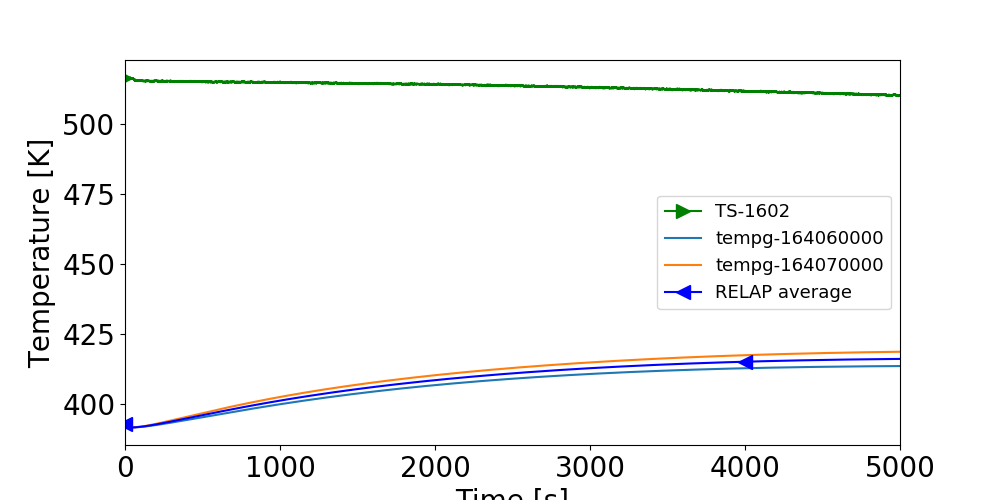 Temperature [K]
500
475
450
425
400
TS-1602
tempg-164060000
tempg-164070000
RELAP average
0 1000 2000 3000 4000 5000
Time [s]